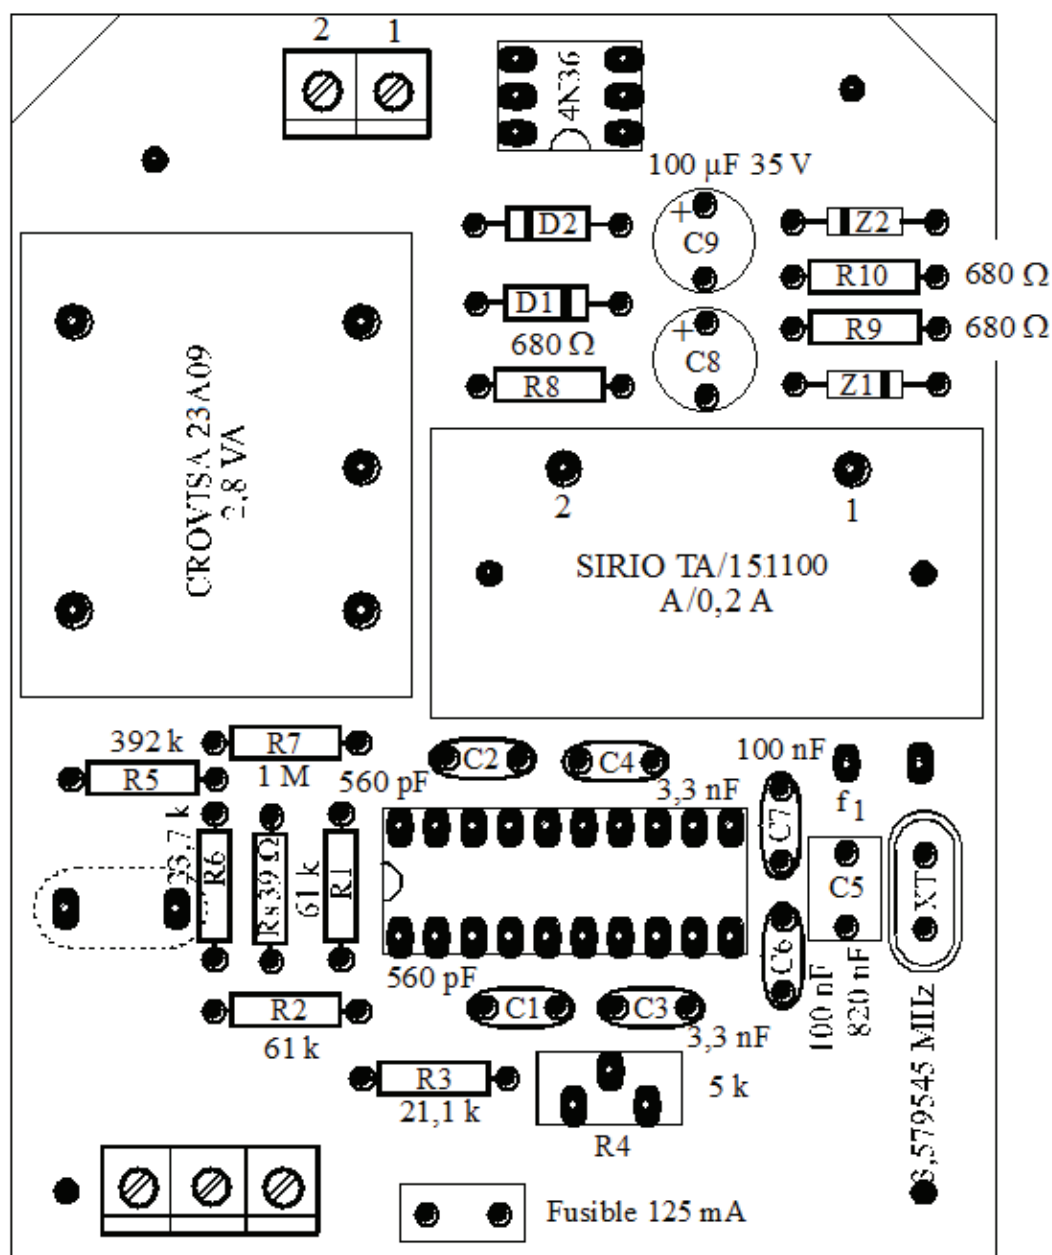 2 1
4N36
100 µF 35 V
D2
C9
Z2
R10 680 Ω
D1
R9 680 Ω
680 Ω
C8
R8
Z1
CROVISA 23A09
2,8 VA
2 1
SIRIO TA/151100
A/0,2 A
392 k
R7
R5
1 M
560 pF
C2
C4
100 nF
3,3 nF
f1
C7
R6
Rs 39 Ω
61 k
R1
C5
XT
C6
560 pF
100 nF
820 nF
R2
C1
C3
61 k
3,3 nF
R3
5 k
21,1 k
R4
,579545 MHz
Fusible 125 mA